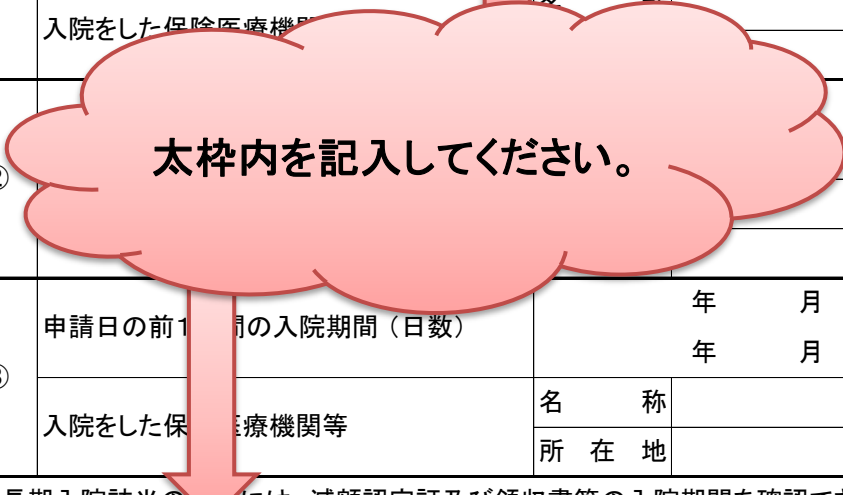 入院をした保険医療機
太枠内を記入してください。
②
申請日の前1 間の入院期間（日数）
年 月
年 月
③
入院をした保 医療機関等
名 称
所 在 地
長期入院該当の には、減額認定証及び領収書等の入院期間を確認で